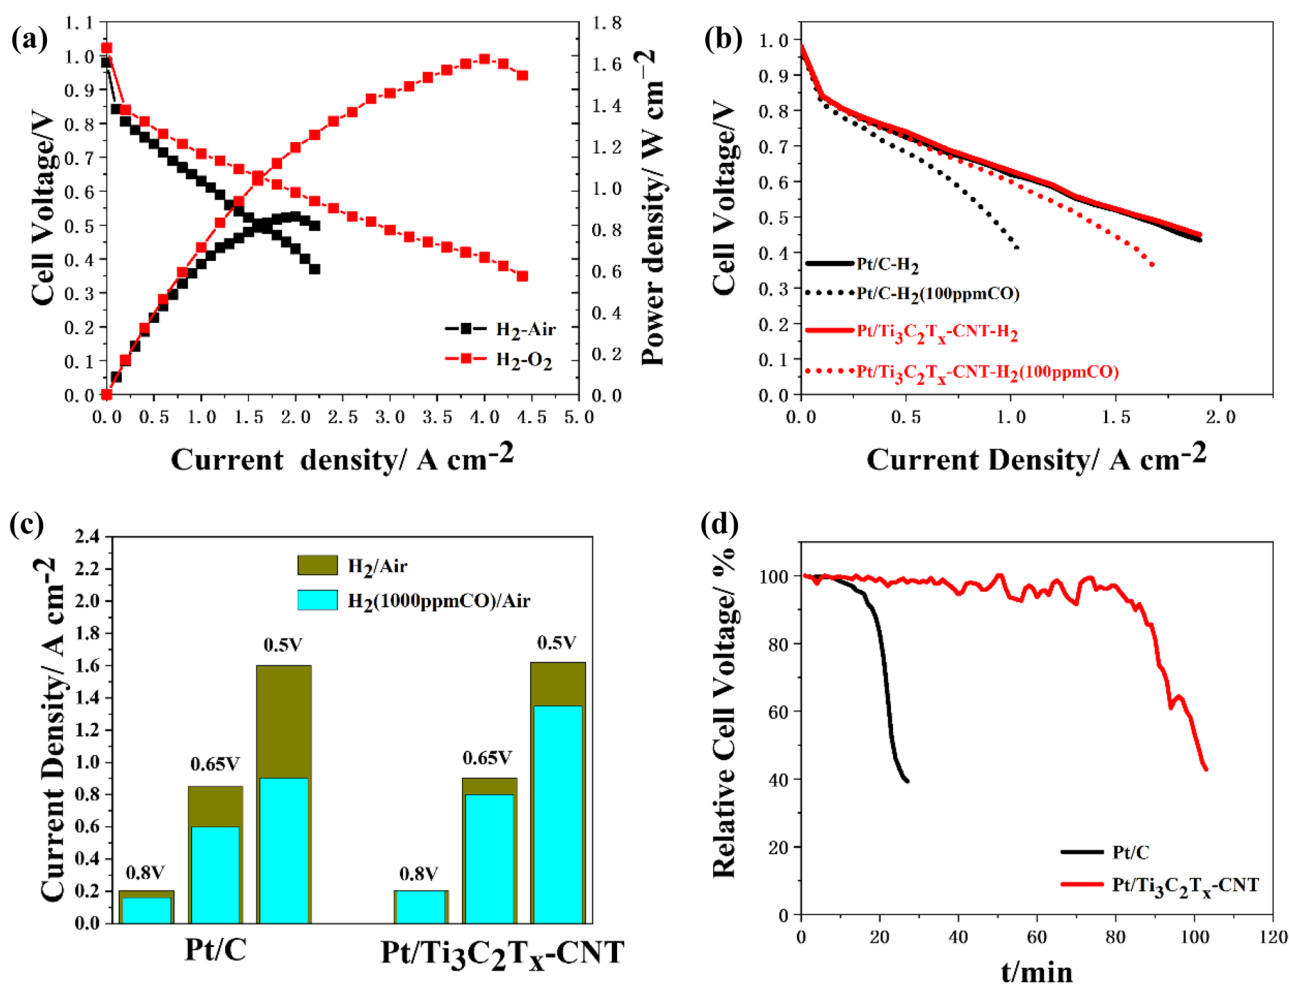 (a)
1.1
1.0
0.9
0.8
0.7
0.6
0.5
0.4
0.3
0.2
0.1
0.0
Cell Voltage/V
1.8
1.6
1.4
1.2
1.0
0.8
0.6
0.4
0.2
0.0
Power density/ W cm-2
H2-Air
H2-O2
0.0 0.5 1.0 1.5 2.0 2.5 3.0 3.5 4.0 4.5 5.0
Current density/ A cm-2
(b)
1.0
0.9
0.8
0.7
0.6
0.5
0.4
0.3
0.2
0.1
0.0
Cell Voltage/V
Pt/C-H2
Pt/C-H2(100ppmCO)
Pt/Ti3C2Tx-CNT-H2
Pt/Ti3C2Tx-CNT-H2(100ppmCO)
0.0 0.5 1.0 1.5 2.0
Current Density/ A cm-2
(c)
2.4
2.2
2.0
1.8
1.6
1.4
1.2
1.0
0.8
0.6
0.4
0.2
0.0
Current Density/ A cm-2
H2/Air
H2(1000ppmCO)/Air
0.8V
0.65V
0.5V
0.8V
0.65V
0.5V
Pt/C
Pt/Ti3C2Tx-CNT
(d)
100
80
60
40
20
0
Relative Cell Voltage/ %
Pt/C
Pt/Ti3C2Tx-CNT
0 20 40 60 80 100 120
t/min